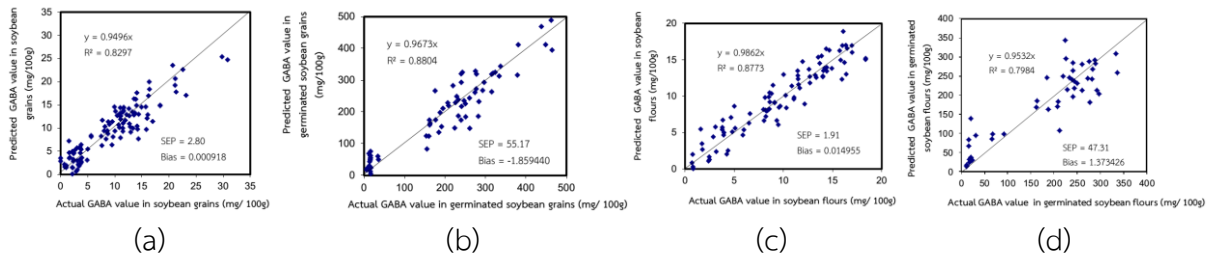 35
30
25
20
15
10
5
0
y = 0.9496x
R² = 0.8297
SEP = 2.80
Bias = 0.000918
0 5 10 15 20 25 30 35
Predicted GABA value in soybean
grains (mg/100g)
Actual GABA value in soybean grains (mg/ 100g)
(a)
500
400
300
200
100
0
y = 0.9673x
R² = 0.8804
SEP = 55.17
Bias = -1.859440
0 100 200 300 400 500
Predicted GABA value in
germinated soybean grains
(mg/100g)
Actual GABA value in germinated soybean grains (mg/ 100g)
(b)
20
15
10
5
0
y = 0.9862x
R² = 0.8773
SEP = 1.91
Bias = 0.014955
0 5 10 15 20
Predicted GABA value in soybean
flours (mg/100g)
Actual GABA value in soybean flours (mg/ 100g)
(c)
400
350
300
250
200
150
100
50
0
y = 0.9532x
R² = 0.7984
SEP = 47.31
Bias = 1.373426
0 50 100 150 200 250 300 350 400
Predicted GABA value in germinated
soybean flours (mg/100g)
Actual GABA value in germinated soybean flours (mg/ 100g)
(d)